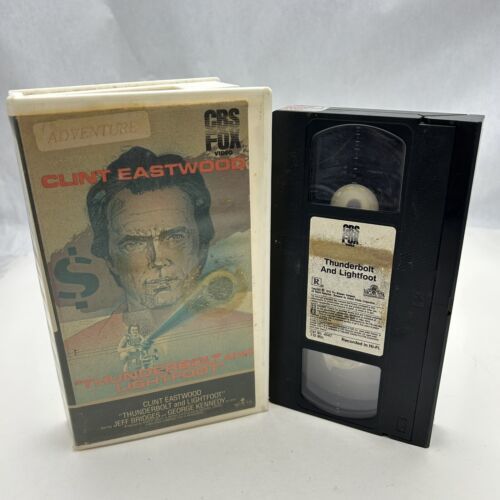 ADVENTURE
CBS
FOX
VIDEO
CLINT EASTWOOD
$
"THUNDERBOLT AND
LIGHTFOOT"
CLINT EASTWOOD
"THUNDERBOLT and LIGHTFOOT"
JEFF BRIDGES GEORGE KENNEDY
CBS
FOX
Thunderbolt
And Lightfoot
R
Recorded in Hi-Fi